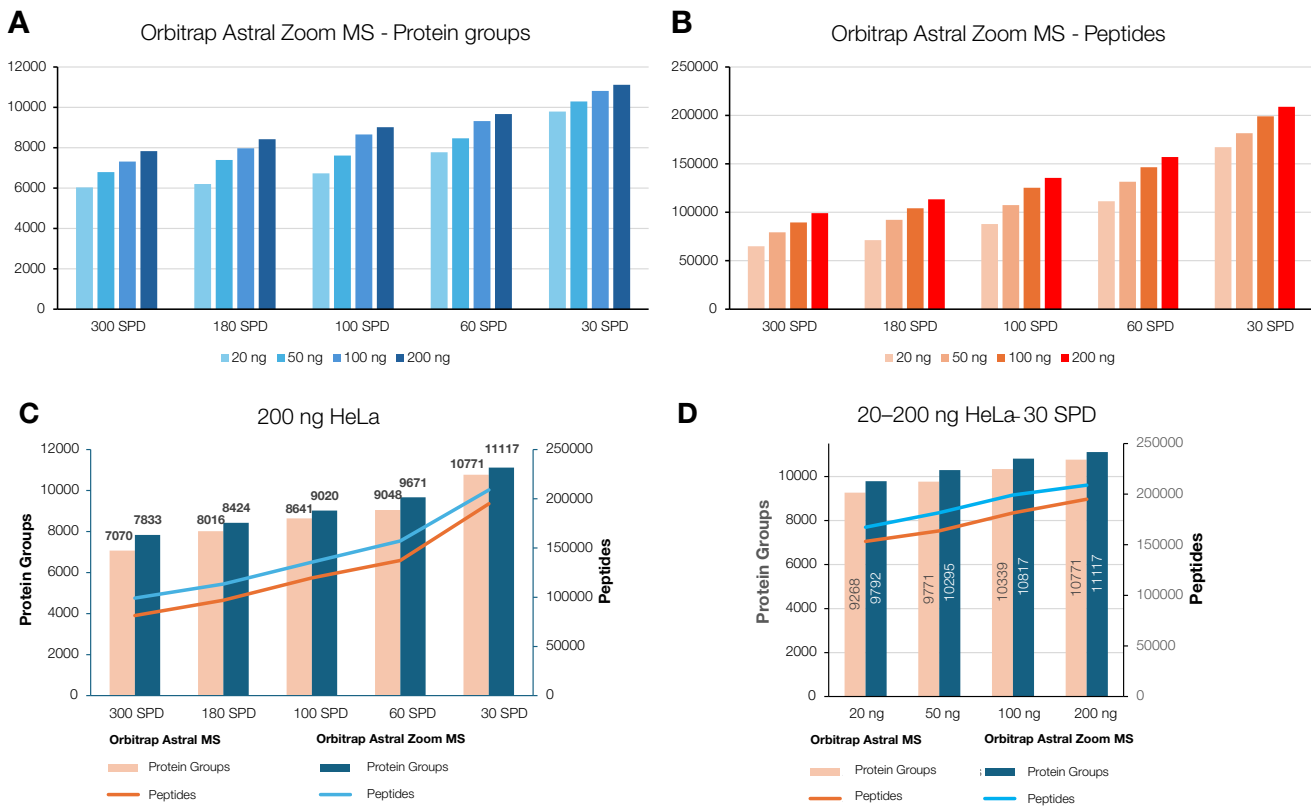 A
Orbitrap Astral Zoom MS - Protein groups
12000
10000
8000
6000
4000
2000
0
300 SPD 180 SPD 100 SPD 60 SPD 30 SPD
20 ng 50 ng 100 ng 200 ng
B
Orbitrap Astral Zoom MS - Peptides
250000
200000
150000
100000
50000
0
300 SPD 180 SPD 100 SPD 60 SPD 30 SPD
20 ng 50 ng 100 ng 200 ng
C
200 ng HeLa
Protein Groups
12000
10000
8000
6000
4000
2000
0
7070 7833 8016 8424 8641 9020 9048 9671 10771 11117
250000
200000
150000
100000
50000
0
Peptides
300 SPD 180 SPD 100 SPD 60 SPD 30 SPD
Orbitrap Astral MS Orbitrap Astral Zoom MS
Protein Groups Protein Groups
Peptides Peptides
D
20–200 ng HeLa- 30 SPD
Protein Groups
10000
8000
6000
4000
2000
0
9268 9792 9771 10295 10339 10817 10771 11117
250000
200000
150000
100000
50000
0
Peptides
20 ng 50 ng 100 ng 200 ng
Orbitrap Astral MS Orbitrap Astral Zoom MS
Protein Groups Protein Groups
Peptides Peptides